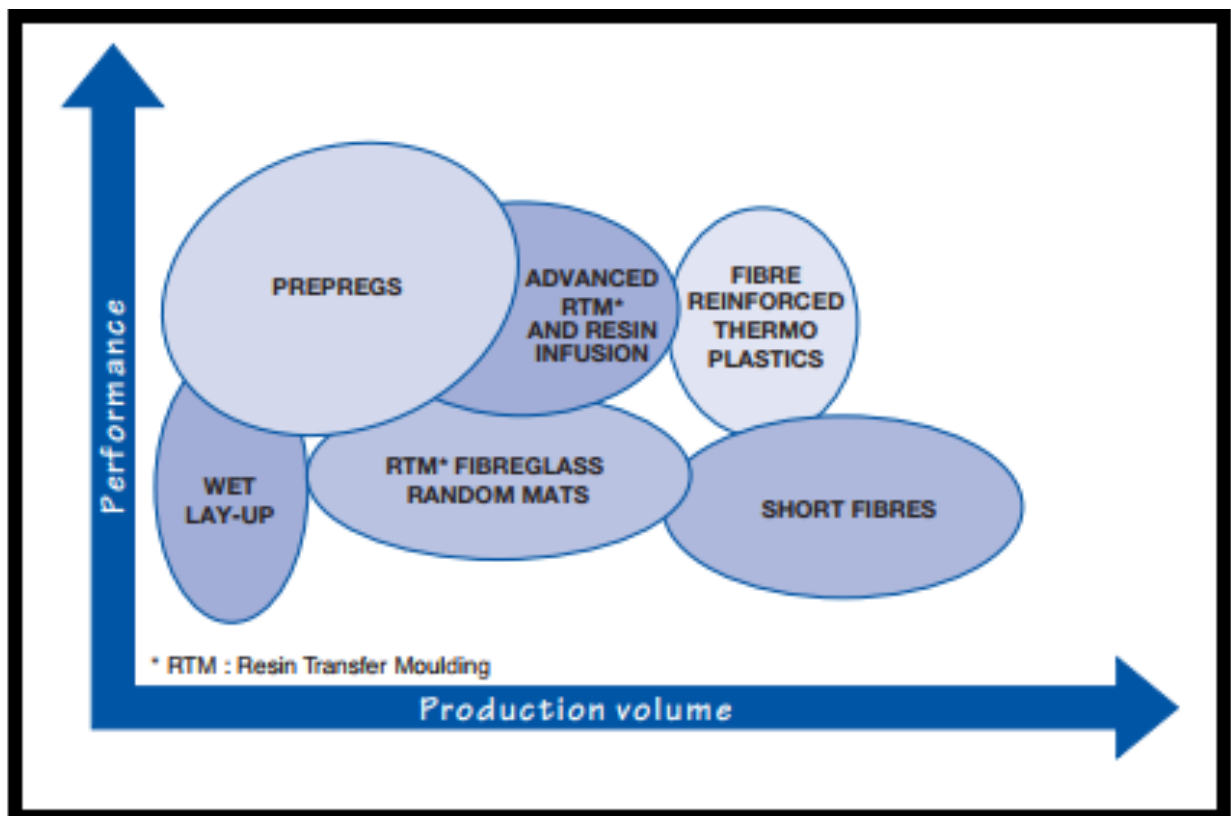 Performance
PREPREGS
ADVANCED
RTM*
AND RESIN
INFUSION
FIBRE
REINFORCED
THERMO
PLASTICS
WET
LAY-UP
RTM* FIBREGLASS
RANDOM MATS
SHORT FIBRES
* RTM : Resin Transfer Moulding
Production volume